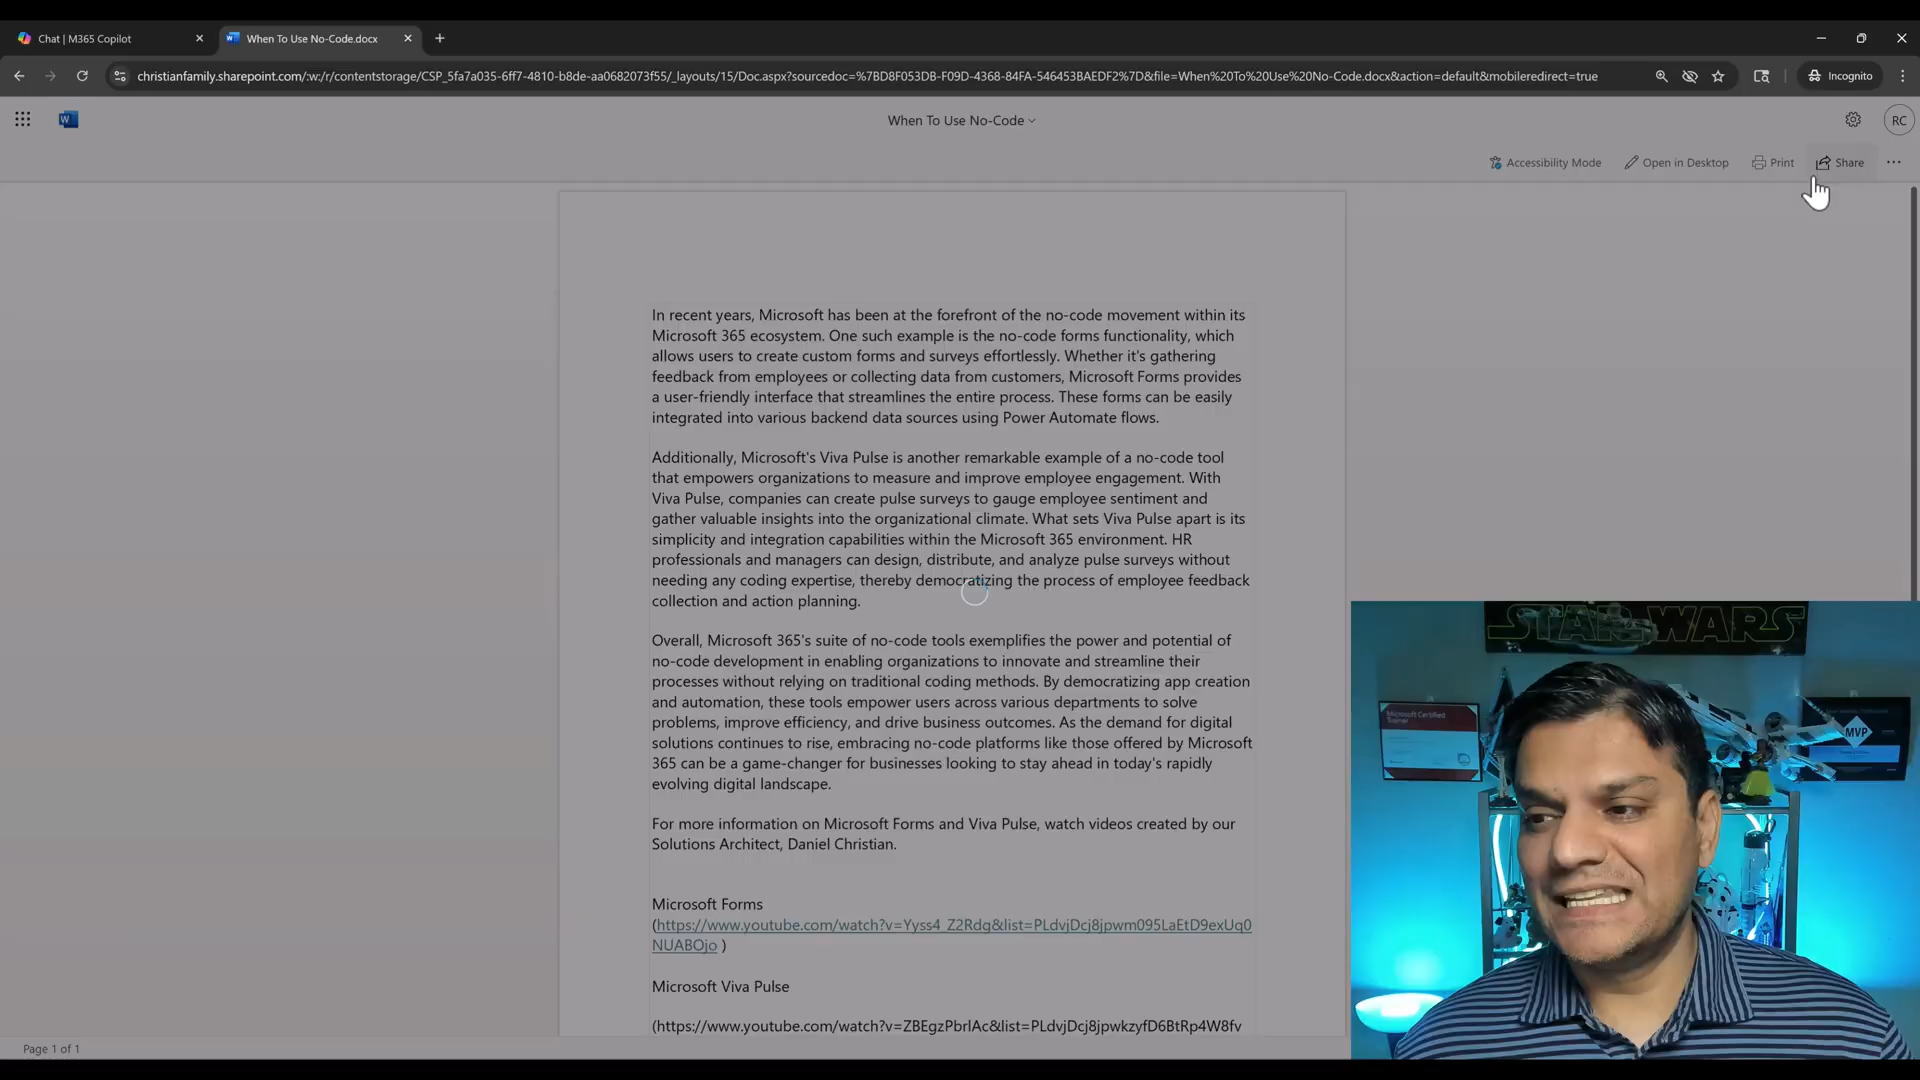 Chat | M365 Copilot
When To Use No-Code.docx
christianfamily.sharepoint.com/:w:/r/contentstorage/CSP_5fa7a035-6ff7-4810-b8de-aa0682073f55/_layouts/15/Doc.aspx?sourcedoc=%7BD8F053DB-F09D-4368-84FA-546453BAEDF2%7D&file=When%20To%20Use%20No-Code.docx&action=default&mobileredirect=true
Incognito
W
When To Use No-Code
RC
Accessibility Mode
Open in Desktop
Print
Share
In recent years, Microsoft has been at the forefront of the no-code movement within its
Microsoft 365 ecosystem. One such example is the no-code forms functionality, which
allows users to create custom forms and surveys effortlessly. Whether it's gathering
feedback from employees or collecting data from customers, Microsoft Forms provides
a user-friendly interface that streamlines the entire process. These forms can be easily
integrated into various backend data sources using Power Automate flows.
Additionally, Microsoft's Viva Pulse is another remarkable example of a no-code tool
that empowers organizations to measure and improve employee engagement. With
Viva Pulse, companies can create pulse surveys to gauge employee sentiment and
gather valuable insights into the organizational climate. What sets Viva Pulse apart is its
simplicity and integration capabilities within the Microsoft 365 environment. HR
professionals and managers can design, distribute, and analyze pulse surveys without
needing any coding expertise, thereby democratizing the process of employee feedback
collection and action planning.
Overall, Microsoft 365's suite of no-code tools exemplifies the power and potential of
no-code development in enabling organizations to innovate and streamline their
processes without relying on traditional coding methods. By democratizing app creation
and automation, these tools empower users across various departments to solve
problems, improve efficiency, and drive business outcomes. As the demand for digital
solutions continues to rise, embracing no-code platforms like those offered by Microsoft
365 can be a game-changer for businesses looking to stay ahead in today's rapidly
evolving digital landscape.
For more information on Microsoft Forms and Viva Pulse, watch videos created by our
Solutions Architect, Daniel Christian.
Microsoft Forms
(https://www.youtube.com/watch?v=Yyss4_Z2Rdg&list=PLdvjDcj8jpwm095LaEtD9exUq0
NUABOjo )
Microsoft Viva Pulse
(https://www.youtube.com/watch?v=ZBEgzPbrlAc&list=PLdvjDcj8jpwkzyfD6BtRp4W8fv
Page 1 of 1
STAR WARS
Microsoft Certified
Trainer
MVP